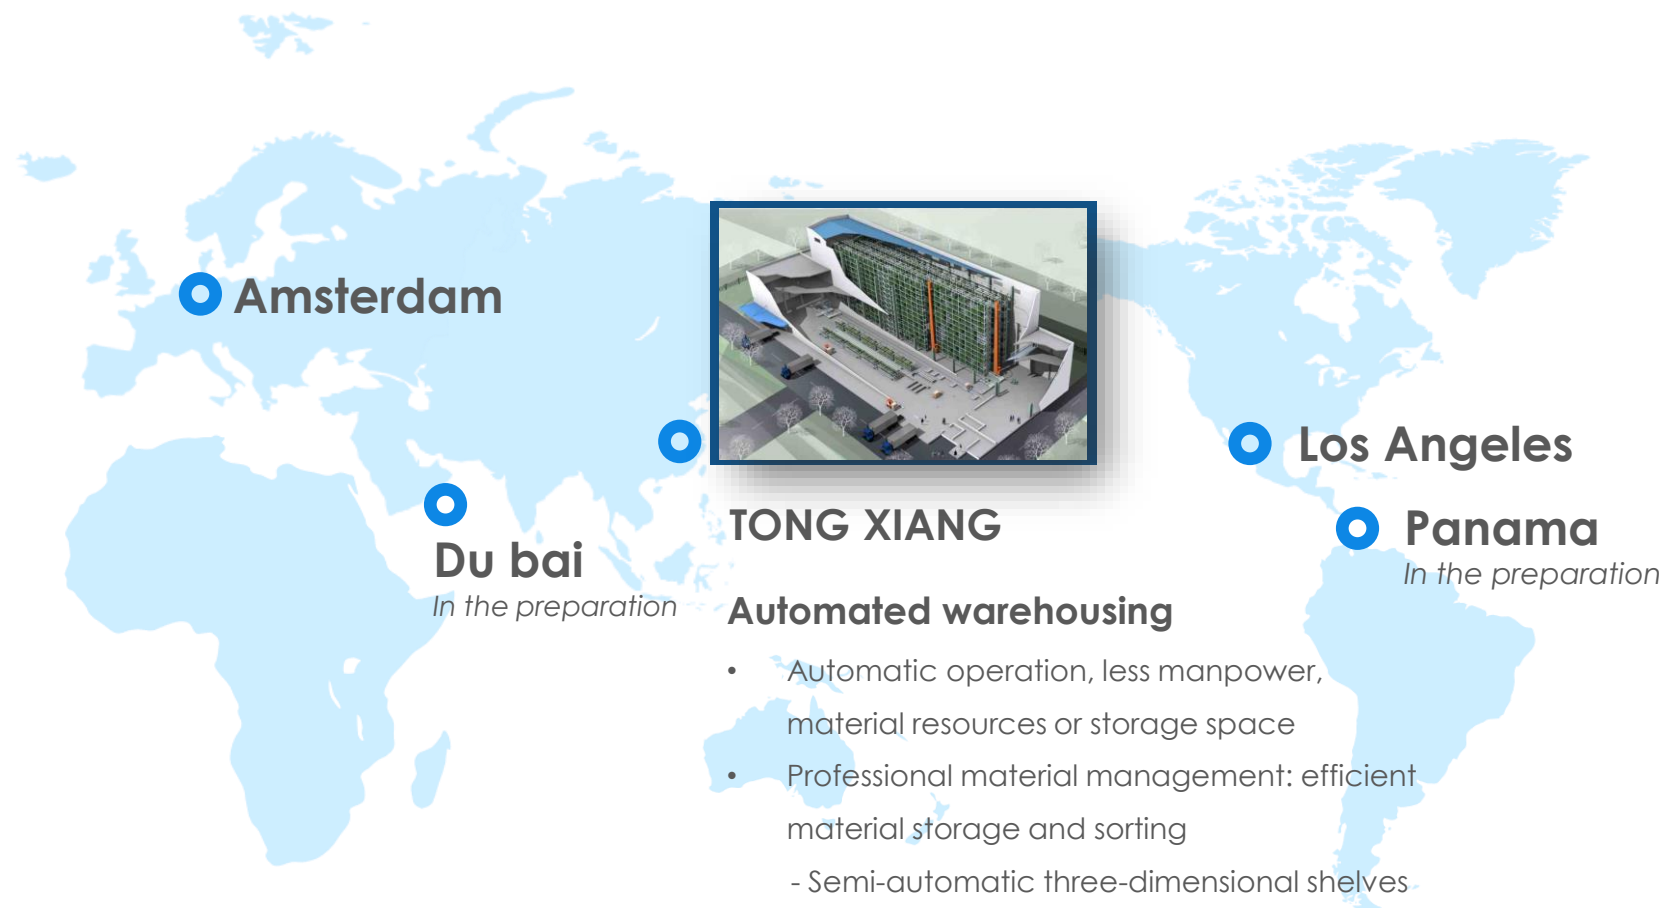 Amsterdam
Los Angeles
TONG XIANG
Panama
In the preparation
Du bai
In the preparation
Automated warehousing
• Automatic operation, less manpower,
material resources or storage space
• Professional material management: efficient
material storage and sorting
- Semi-automatic three-dimensional shelves